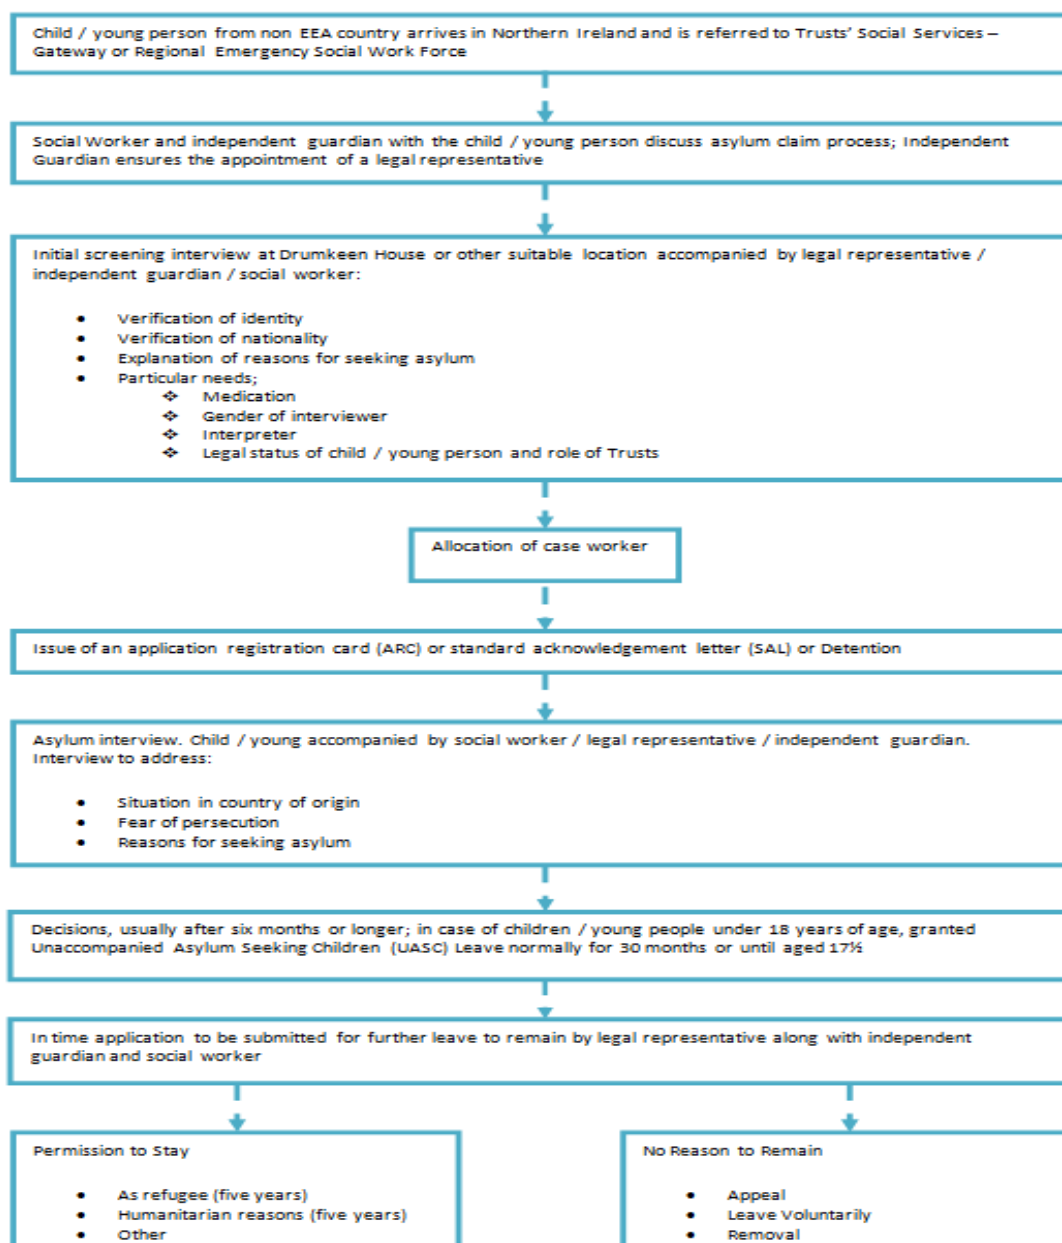 Child / young person from non EEA country arrives in Northern Ireland and is referred to Trusts' Social Services –
Gateway or Regional Emergency Social Work Force
Social Worker and independent guardian with the child / young person discuss asylum claim process; Independent
Guardian ensures the appointment of a legal representative
Initial screening interview at Drumkeen House or other suitable location accompanied by legal representative /
independent guardian / social worker:
• Verification of identity
• Verification of nationality
• Explanation of reasons for seeking asylum
• Particular needs;
❖ Medication
❖ Gender of interviewer
❖ Interpreter
❖ Legal status of child / young person and role of Trusts
Allocation of case worker
Issue of an application registration card (ARC) or standard acknowledgement letter (SAL) or Detention
Asylum interview. Child / young accompanied by social worker / legal representative / independent guardian.
Interview to address:
• Situation in country of origin
• Fear of persecution
• Reasons for seeking asylum
Decisions, usually after six months or longer; in case of children / young people under 18 years of age, granted
Unaccompanied Asylum Seeking Children (UASC) Leave normally for 30 months or until aged 17½
In time application to be submitted for further leave to remain by legal representative along with independent
guardian and social worker
Permission to Stay
• As refugee (five years)
• Humanitarian reasons (five years)
• Other
No Reason to Remain
• Appeal
• Leave Voluntarily
• Removal